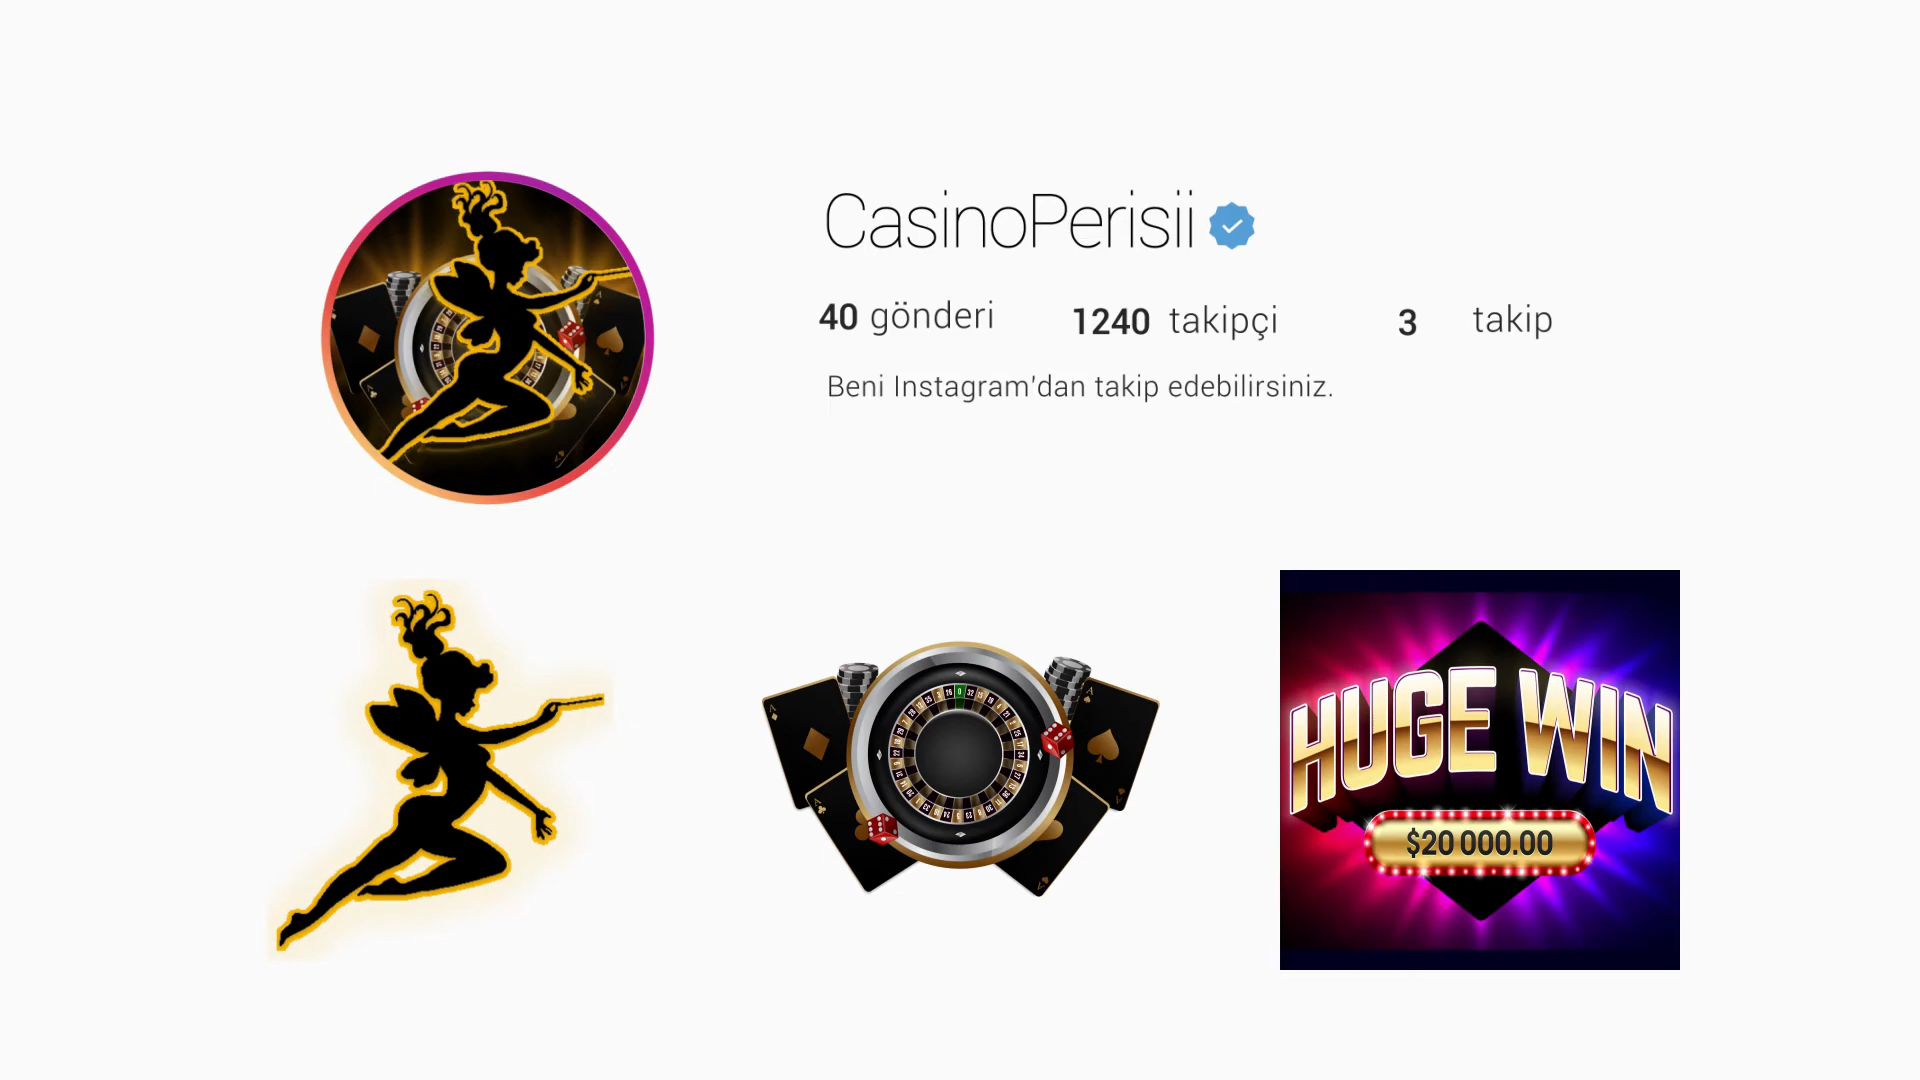 CasinoPerisii
40 gönderi 1240 takipçi 3 takip
Beni Instagram'dan takip edebilirsiniz.
HUGE WIN
$20 000.00